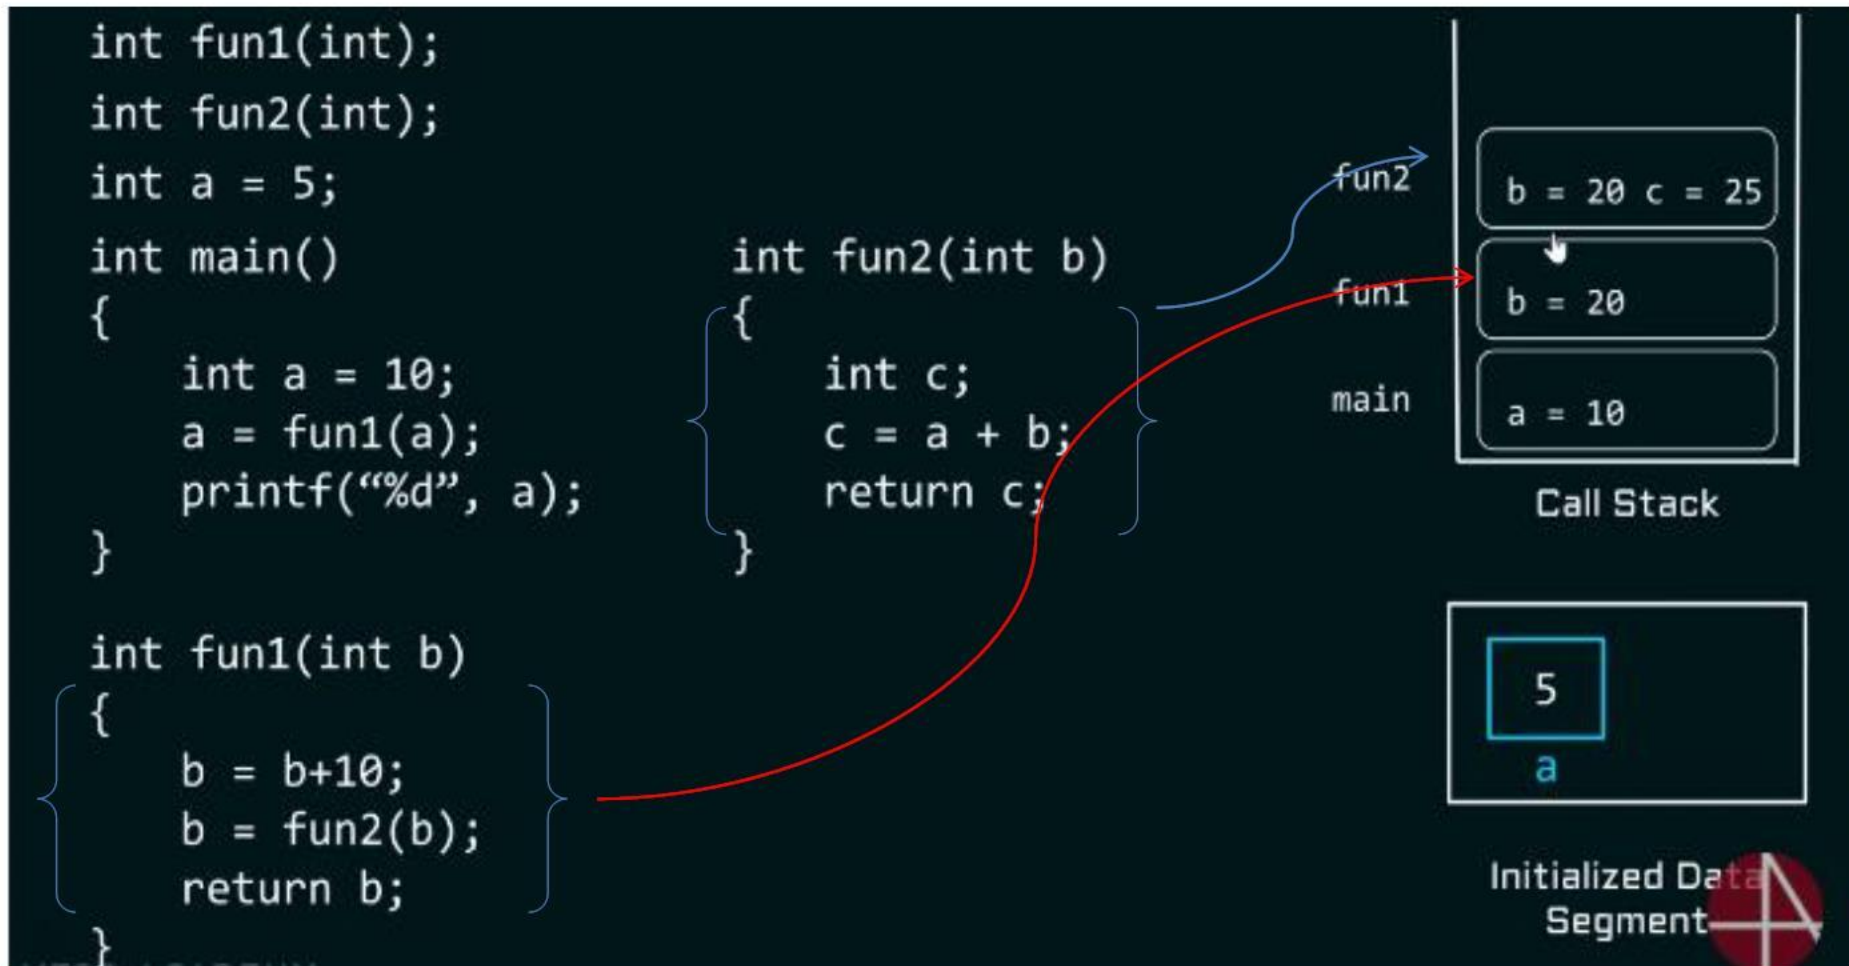 int fun1(int);
int fun2(int);
int a = 5;
int main()
{
int a = 10;
a = fun1(a);
printf(“%d”, a);
}
int fun1(int b)
{
b = b+10;
b = fun2(b);
return b;
}
int fun2(int b)
{
int c;
c = a + b;
return c;
}
fun2
b = 20 c = 25
fun1
b = 20
main
a = 10
Call Stack
5
a
Initialized Data
Segment